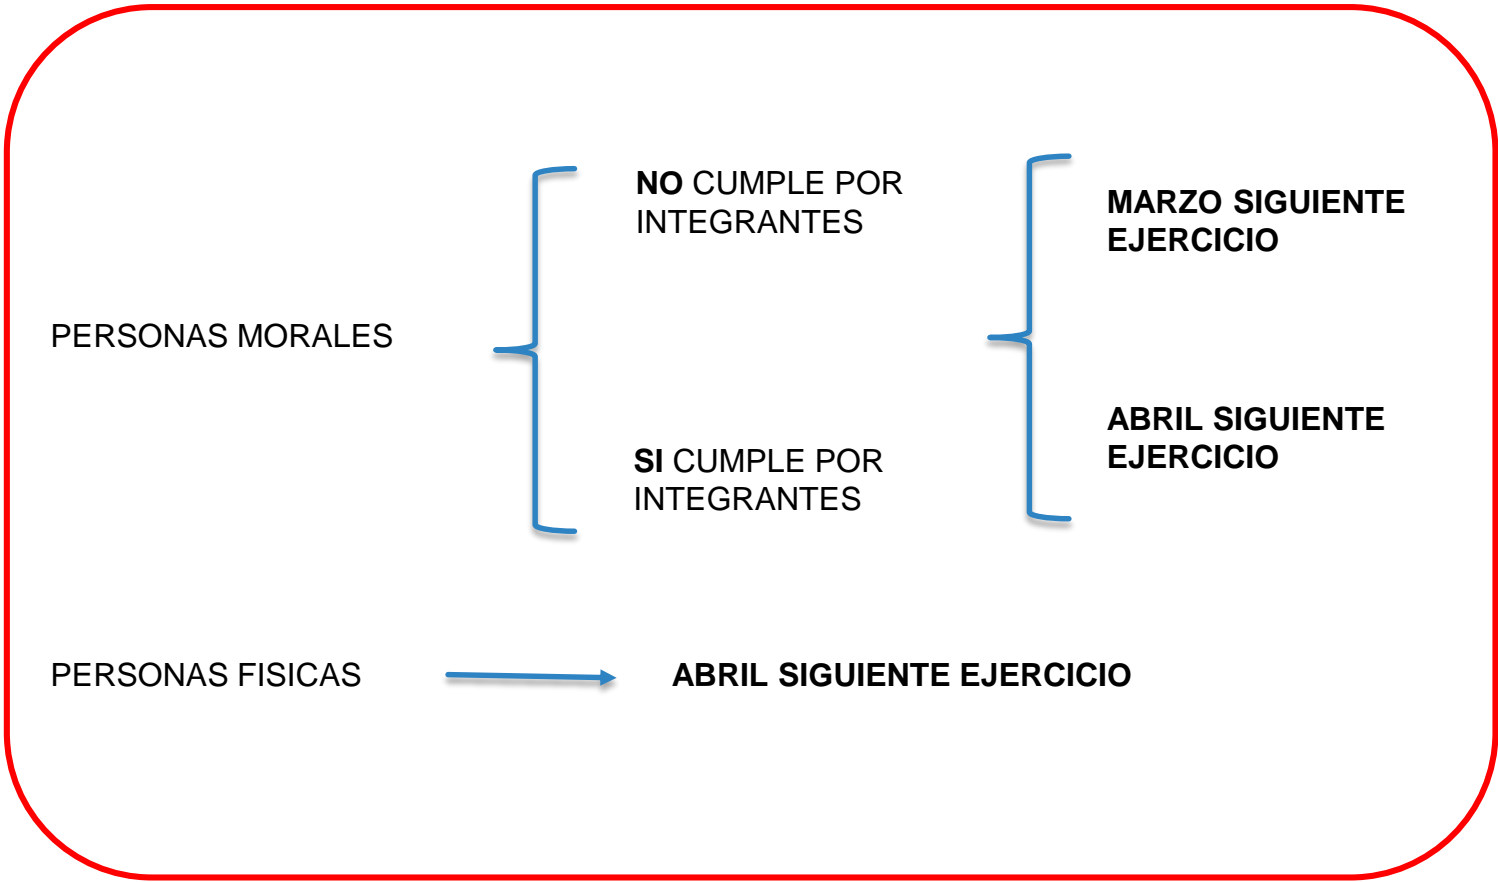 NO CUMPLE POR
INTEGRANTES
MARZO SIGUIENTE
EJERCICIO
PERSONAS MORALES
SI CUMPLE POR
INTEGRANTES
ABRIL SIGUIENTE
EJERCICIO
PERSONAS FISICAS
ABRIL SIGUIENTE EJERCICIO